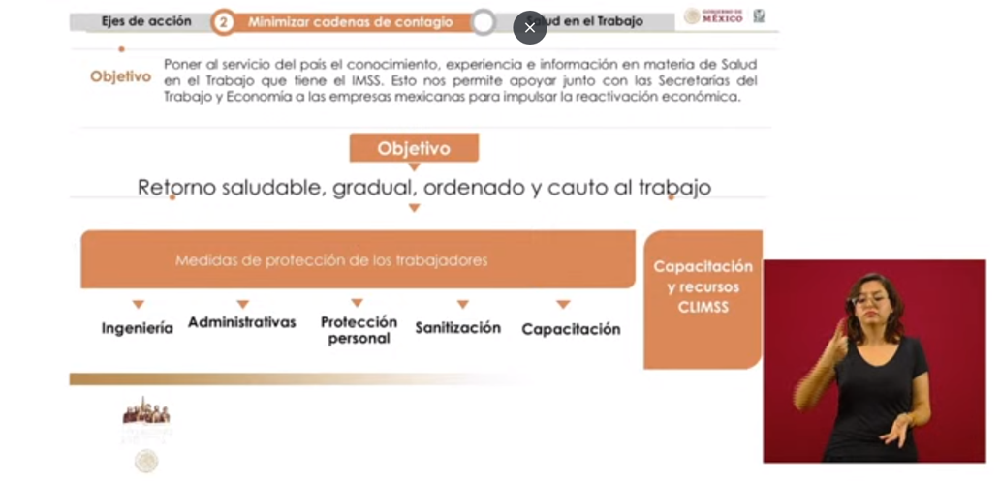 Ejes de acción
2 Minimizar cadenas de contagio
Salud en el Trabajo
GOBIERNO DE
MÉXICO
Objetivo
Poner al servicio del país el conocimiento, experiencia e información en materia de Salud
en el Trabajo que tiene el IMSS. Esto nos permite apoyar junto con las Secretarías del
Trabajo y Economía a las empresas mexicanas para impulsar la reactivación económica.
Objetivo
Retorno saludable, gradual, ordenado y cauto al trabajo
Medidas de protección de los trabajadores
Capacitación
y recursos
CLIMSS
Ingeniería
Administrativas
Protección
personal
Sanitización
Capacitación